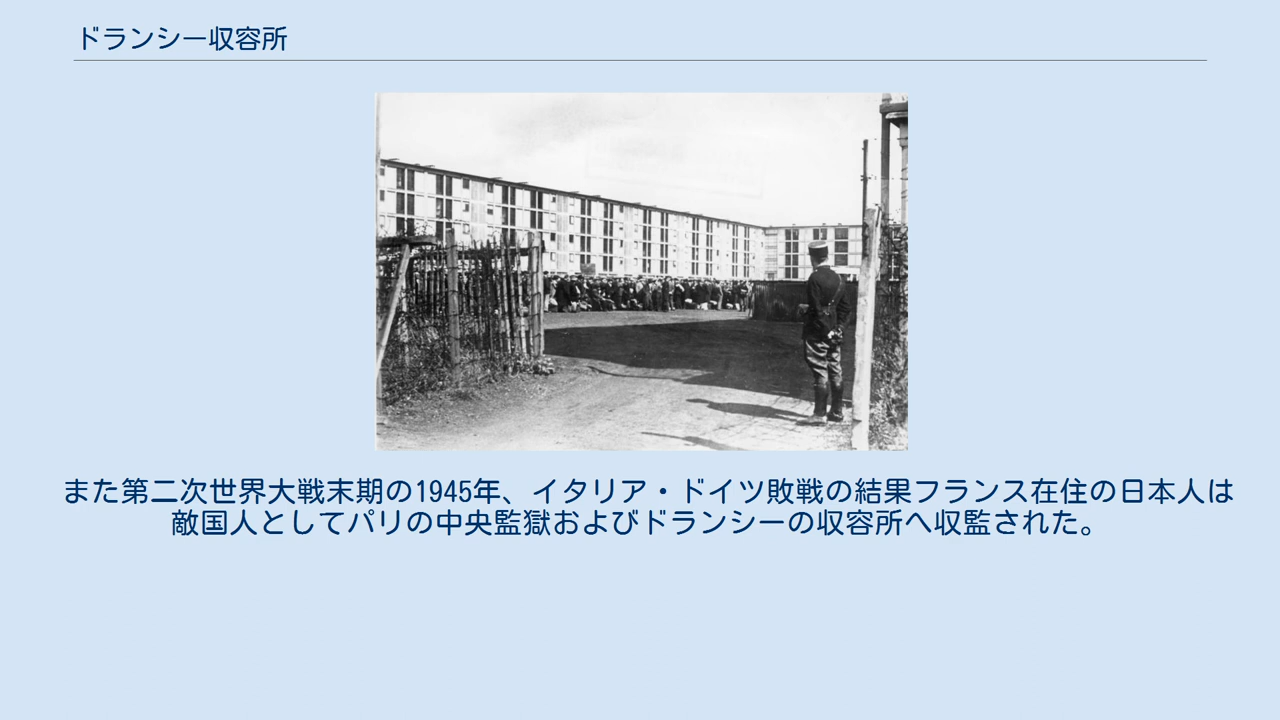 ドランシー収容所
また第二次世界大戦末期の1945年、イタリア・ドイツ敗戦の結果フランス在住の日本人は
敵国人としてパリの中央監獄およびドランシーの収容所へ収監された。